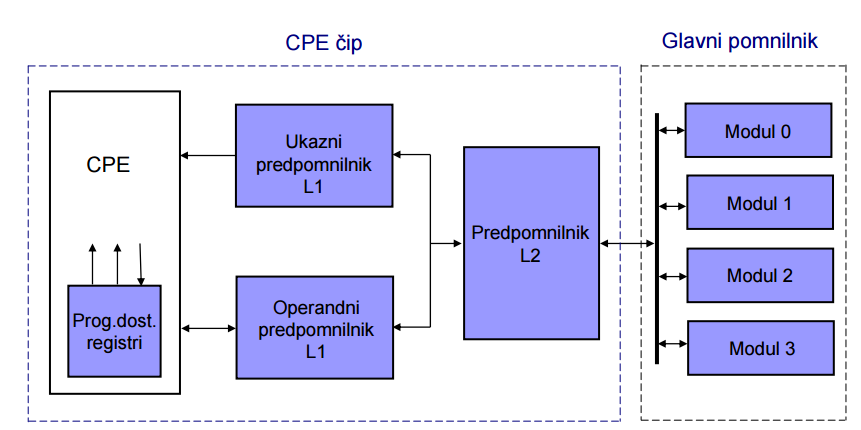 CPE čip
Glavni pomnilnik
CPE
Ukazni
predpomnilnik
L1
Prog.dost.
registri
Operandni
predpomnilnik
L1
Predpomnilnik
L2
Modul 0
Modul 1
Modul 2
Modul 3